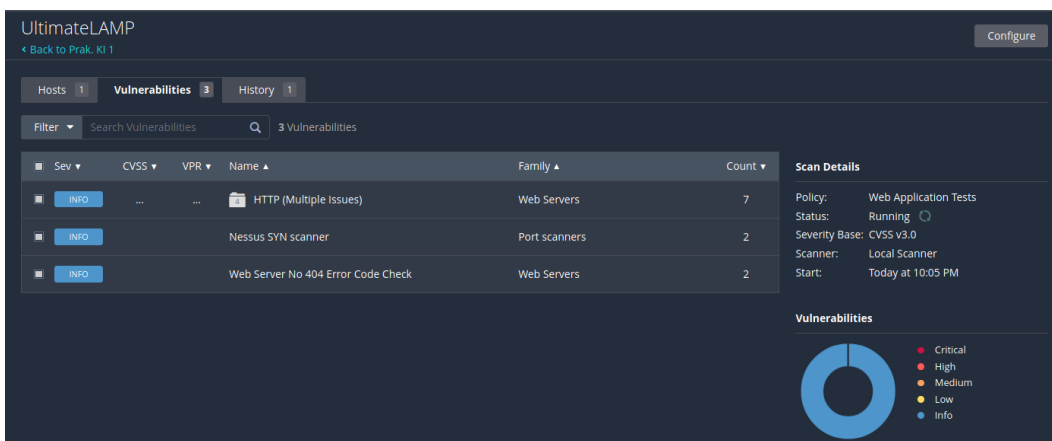 UltimateLAMP
Back to Prak. KI 1
Configure
Hosts 1
Vulnerabilities 3
History 1
Filter
Search Vulnerabilities
3 Vulnerabilities
Sev CVSS VPR Name Family Count
INFO ... ... 4 HTTP (Multiple Issues) Web Servers 7
INFO Nessus SYN scanner Port scanners 2
INFO Web Server No 404 Error Code Check Web Servers 2
Scan Details
Policy: Web Application Tests
Status: Running
Severity Base: CVSS v3.0
Scanner: Local Scanner
Start: Today at 10:05 PM
Vulnerabilities
Critical
High
Medium
Low
Info